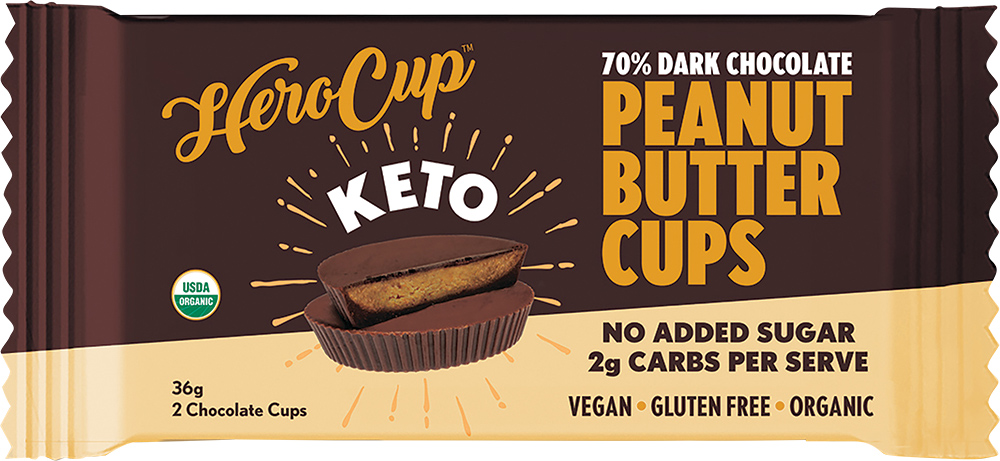 HeroCup™
KETO
70% DARK CHOCOLATE
PEANUT
BUTTER
CUPS
USDA
ORGANIC
NO ADDED SUGAR
2g CARBS PER SERVE
36g
2 Chocolate Cups
VEGAN • GLUTEN FREE • ORGANIC